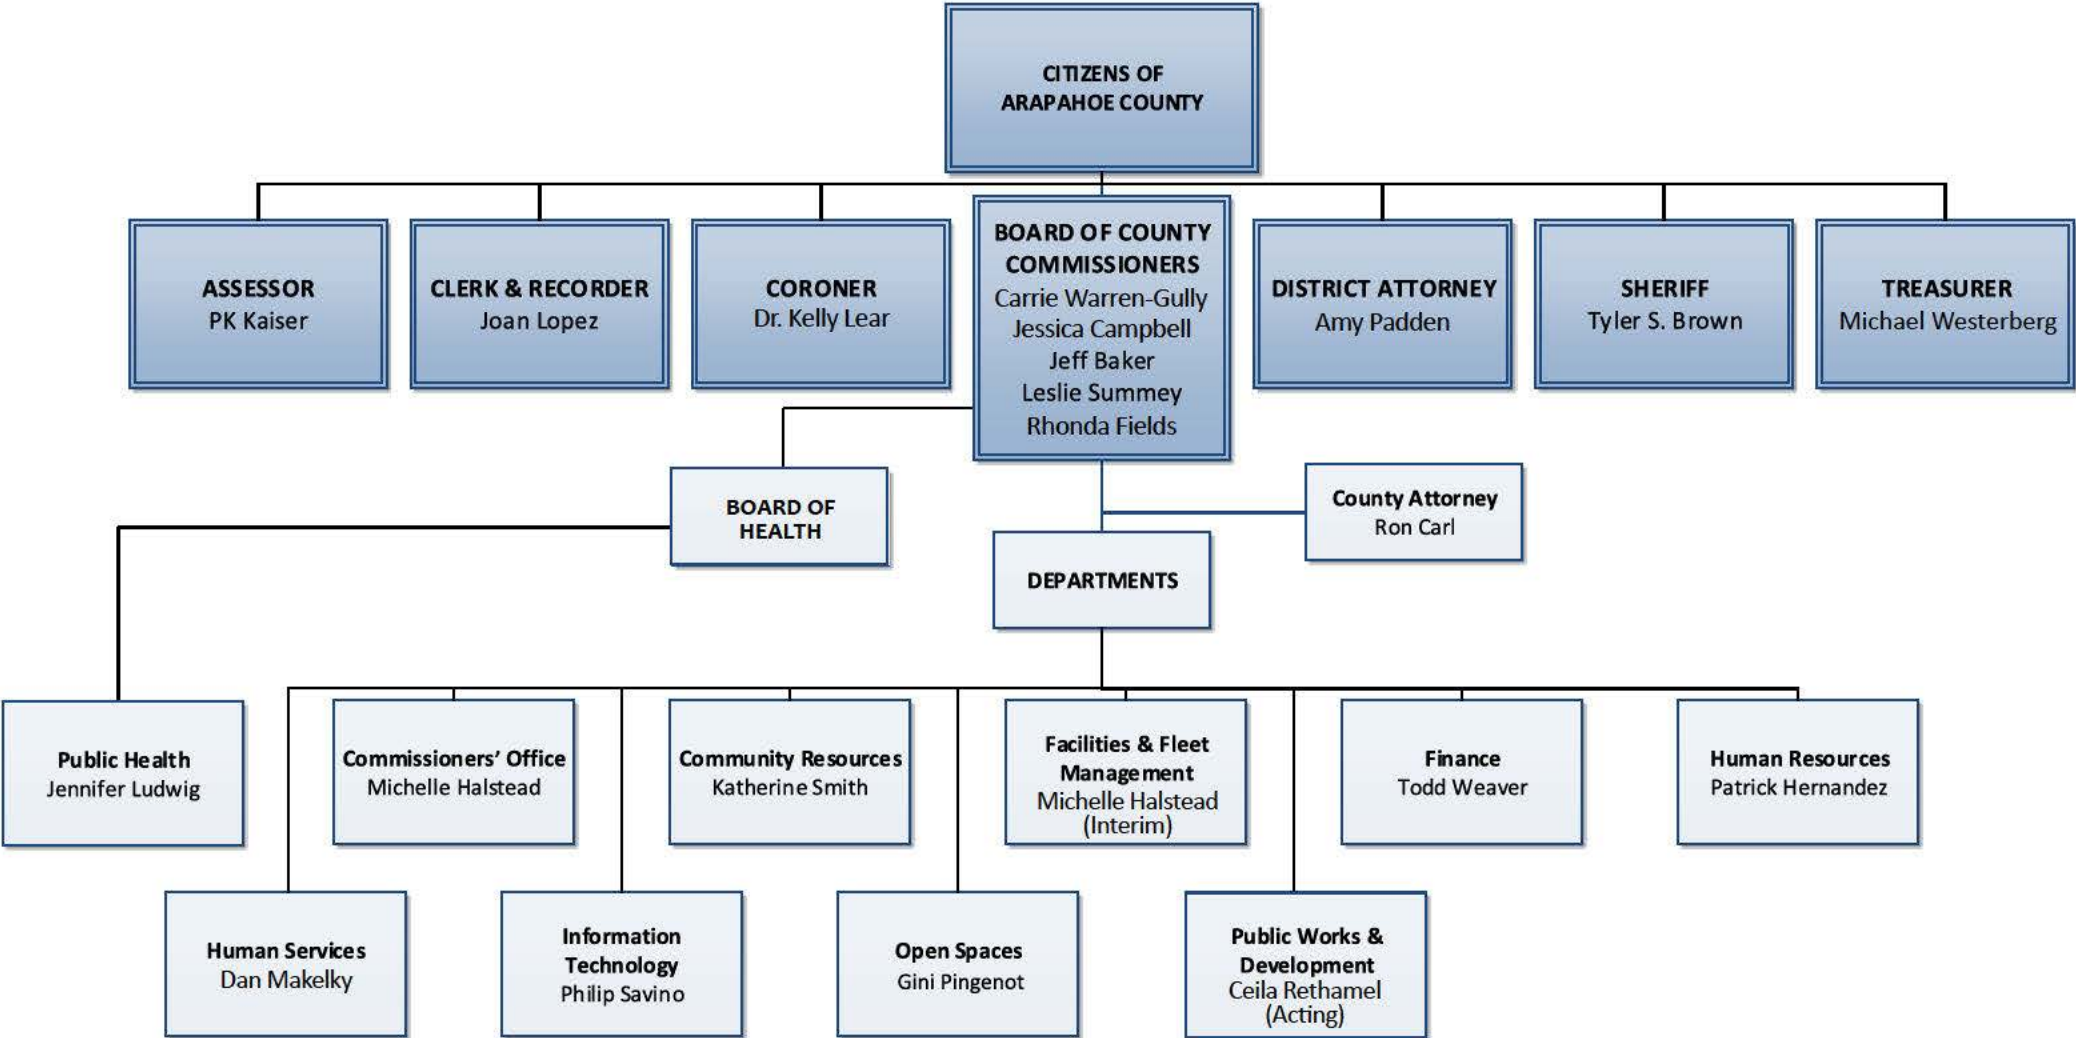 CITIZENS OF
ARAPAHOE COUNTY
ASSESSOR
PK Kaiser
CLERK & RECORDER
Joan Lopez
CORONER
Dr. Kelly Lear
BOARD OF COUNTY
COMMISSIONERS
Carrie Warren-Gully
Jessica Campbell
Jeff Baker
Leslie Summey
Rhonda Fields
DISTRICT ATTORNEY
Amy Padden
SHERIFF
Tyler S. Brown
TREASURER
Michael Westerberg
BOARD OF
HEALTH
County Attorney
Ron Carl
DEPARTMENTS
Public Health
Jennifer Ludwig
Commissioners’ Office
Michelle Halstead
Community Resources
Katherine Smith
Facilities & Fleet
Management
Michelle Halstead
(Interim)
Finance
Todd Weaver
Human Resources
Patrick Hernandez
Human Services
Dan Makelky
Information
Technology
Philip Savino
Open Spaces
Gini Pingenot
Public Works &
Development
Ceila Rethamel
(Acting)